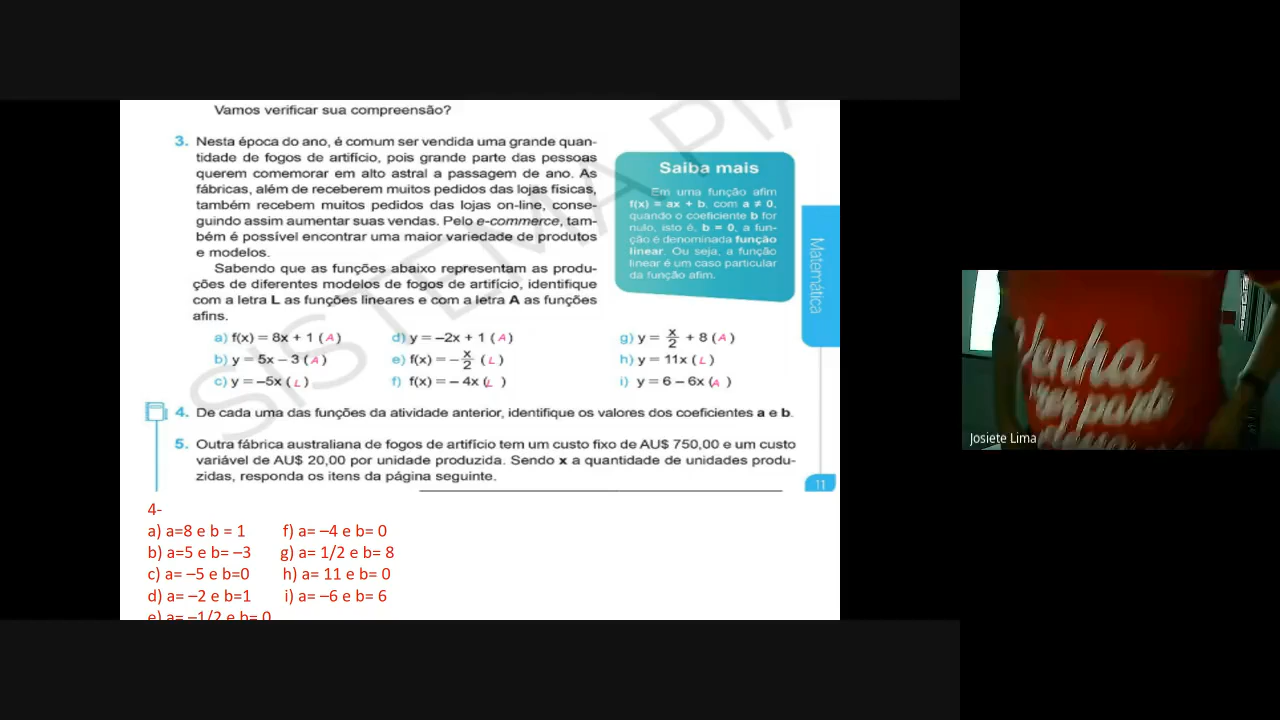 Vamos verificar sua compreensão?
3. Nesta época do ano, é comum ser vendida uma grande quan-
tidade de fogos de artifício, pois grande parte das pessoas
querem comemorar em alto astral a passagem de ano. As
fábricas, além de receberem muitos pedidos das lojas físicas,
também recebem muitos pedidos das lojas on-line, conse-
guindo assim aumentar suas vendas. Pelo e-commerce, tam-
bém é possível encontrar uma maior variedade de produtos
e modelos.
Sabendo que as funções abaixo representam as produ-
ções de diferentes modelos de fogos de artifício, identifique
com a letra L as funções lineares e com a letra A as funções
afins.
Saiba mais
Em uma função afim
f(x) = ax + b, com a ≠ 0,
quando o coeficiente b for
nulo, isto é, b = 0, a fun-
ção é denominada função
linear. Ou seja, a função
linear é um caso particular
da função afim.
Matemática
a) f(x) = 8x + 1 ( A ) d) y = –2x + 1 ( A ) g) y = x/2 + 8 ( A )
b) y = 5x – 3 ( A ) e) f(x) = – x/2 ( L ) h) y = 11x ( L )
c) y = –5x ( L ) f) f(x) = – 4x ( L ) i) y = 6 – 6x ( A )
4. De cada uma das funções da atividade anterior, identifique os valores dos coeficientes a e b.
5. Outra fábrica australiana de fogos de artifício tem um custo fixo de AU$ 750,00 e um custo
variável de AU$ 20,00 por unidade produzida. Sendo x a quantidade de unidades produ-
zidas, responda os itens da página seguinte.
11
4-
a) a=8 e b = 1 f) a= –4 e b= 0
b) a=5 e b= –3 g) a= 1/2 e b= 8
c) a= –5 e b=0 h) a= 11 e b= 0
d) a= –2 e b=1 i) a= –6 e b= 6
e) a= –1/2 e b= 0
SISTEMA
Venha
Josiete Lima